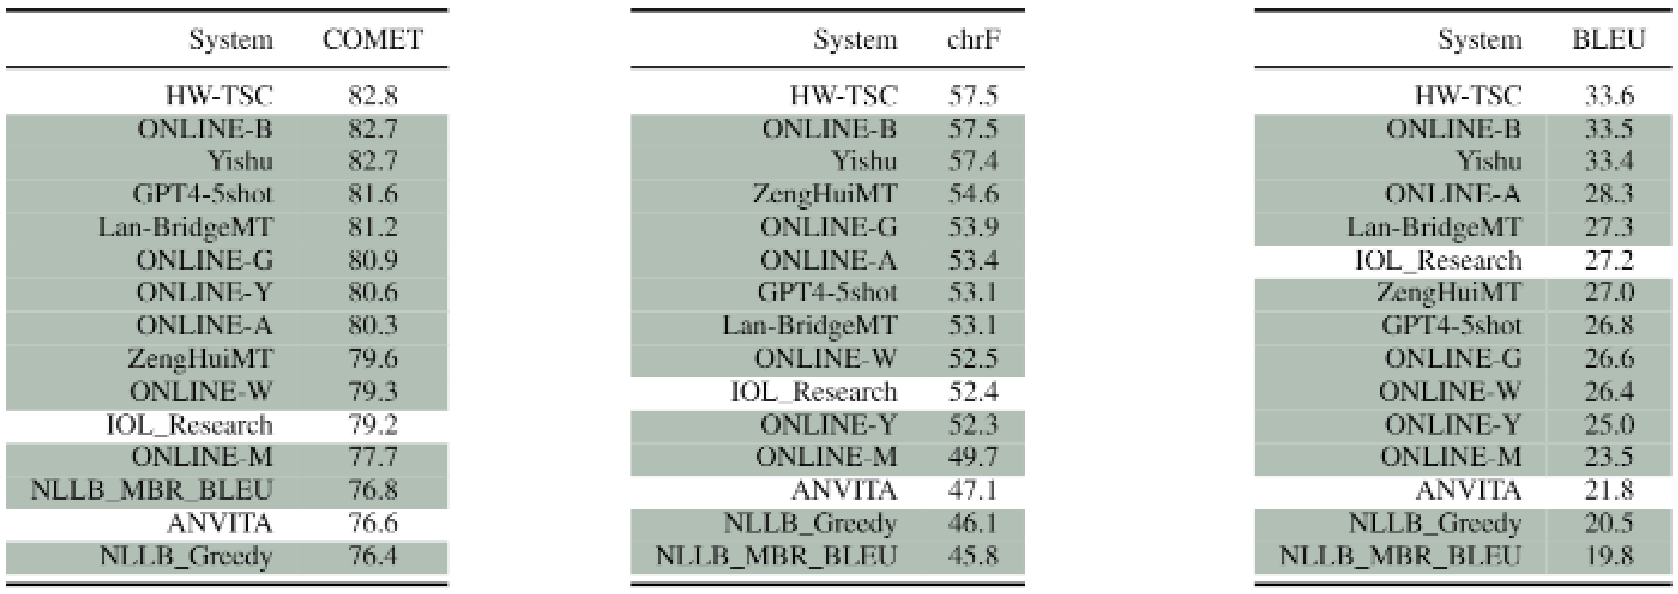 System COMET
HW-TSC 82.8
ONLINE-B 82.7
Yishu 82.7
GPT4-5shot 81.6
Lan-BridgeMT 81.2
ONLINE-G 80.9
ONLINE-Y 80.6
ONLINE-A 80.3
ZengHuiMT 79.6
ONLINE-W 79.3
IOL_Research 79.2
ONLINE-M 77.7
NLLB_MBR_BLEU 76.8
ANVITA 76.6
NLLB_Greedy 76.4
System chrF
HW-TSC 57.5
ONLINE-B 57.5
Yishu 57.4
ZengHuiMT 54.6
ONLINE-G 53.9
ONLINE-A 53.4
GPT4-5shot 53.1
Lan-BridgeMT 53.1
ONLINE-W 52.5
IOL_Research 52.4
ONLINE-Y 52.3
ONLINE-M 49.7
ANVITA 47.1
NLLB_Greedy 46.1
NLLB_MBR_BLEU 45.8
System BLEU
HW-TSC 33.6
ONLINE-B 33.5
Yishu 33.4
ONLINE-A 28.3
Lan-BridgeMT 27.3
IOL_Research 27.2
ZengHuiMT 27.0
GPT4-5shot 26.8
ONLINE-G 26.6
ONLINE-W 26.4
ONLINE-Y 25.0
ONLINE-M 23.5
ANVITA 21.8
NLLB_Greedy 20.5
NLLB_MBR_BLEU 19.8